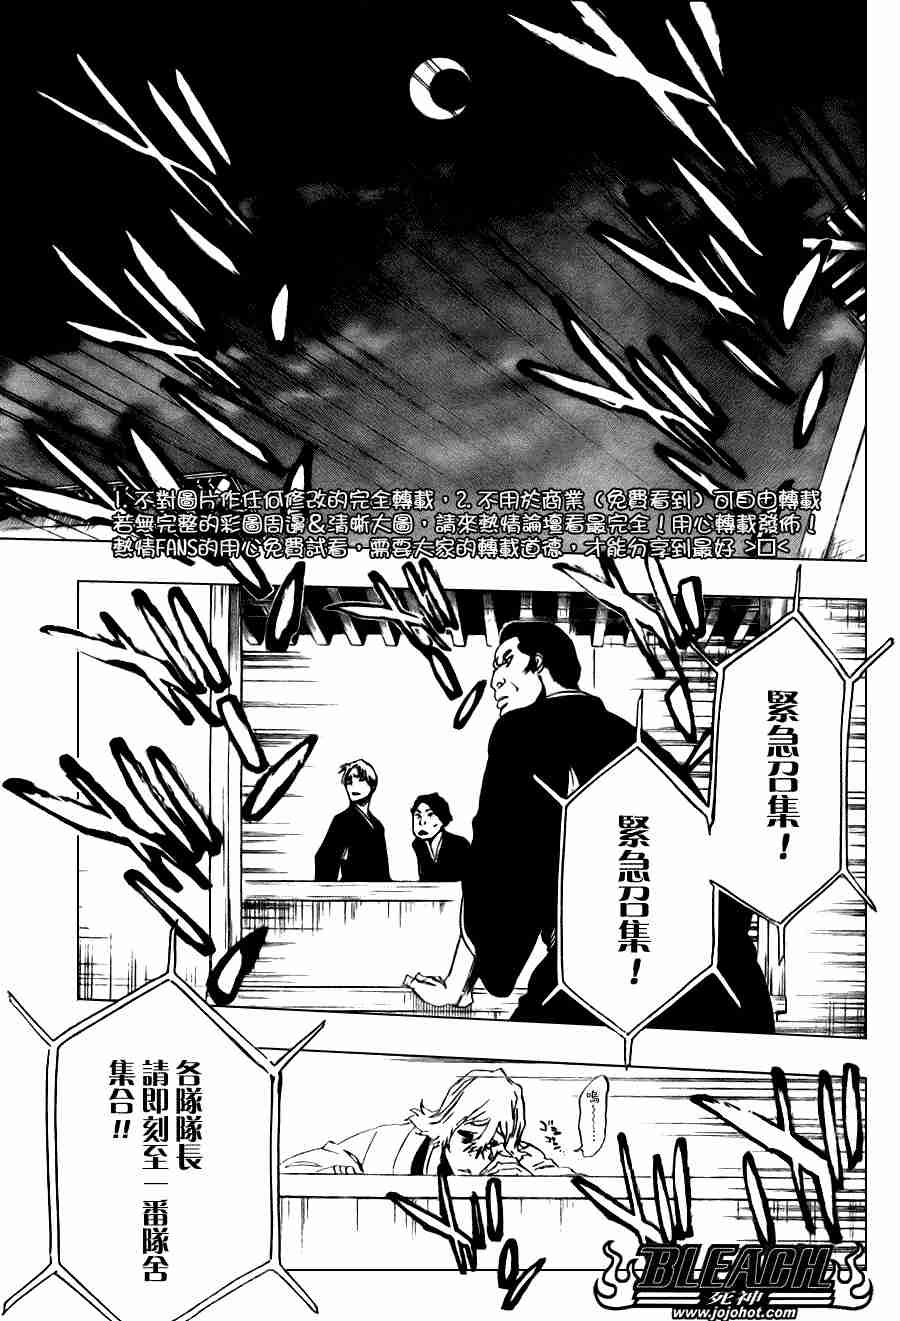 1. 不對圖片作任何修改的完全轉載，2. 不用於商業（免費看到）可自由轉載
若無完整的彩圖周漫&清晰大圖，請來熱情論壇看最完全！用心轉載發佈！
熱情FANS的用心免費試看，需要大家的轉載道德，才能分享到最好 >口<
緊急召集！
緊急召集！
嗚～～……
各隊隊長
請即刻至一番隊舍
集合!!
BLEACH
死神
www.jojohot.com